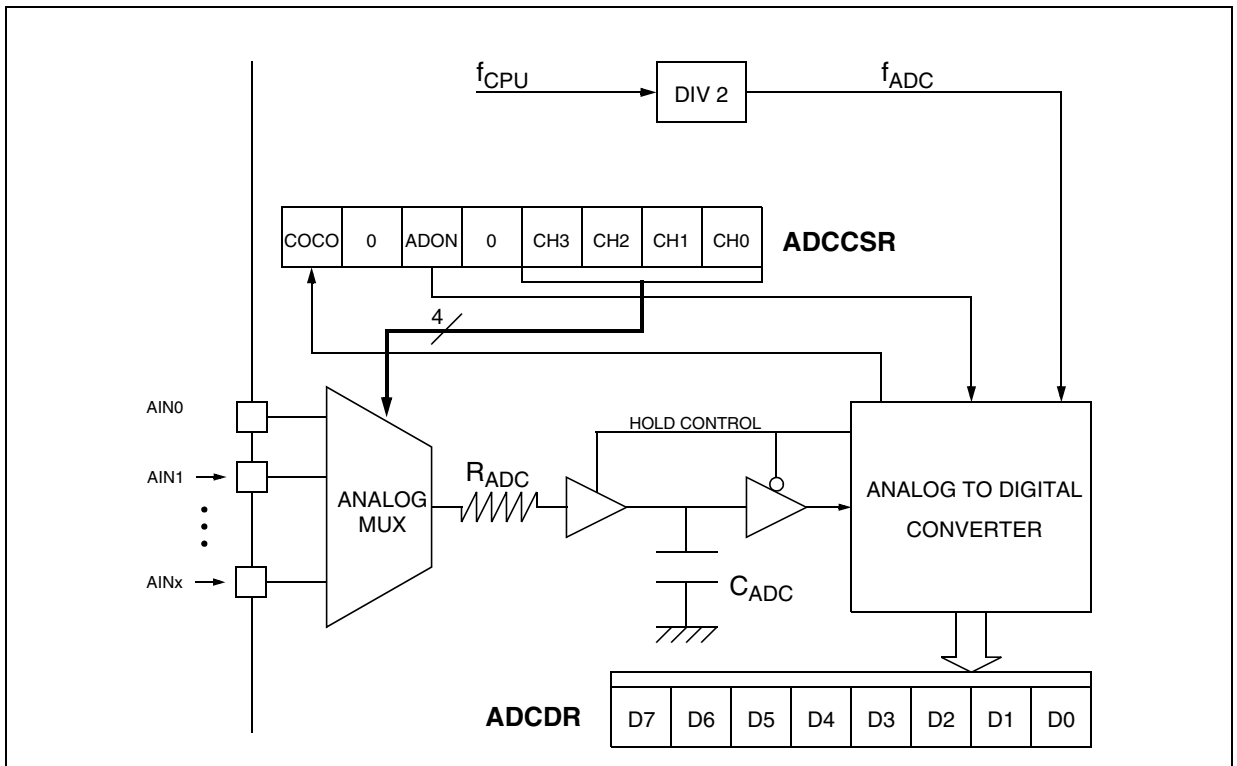 fCPU
DIV 2
fADC
COCO 0 ADON 0 CH3 CH2 CH1 CH0
ADCCSR
4
AIN0
HOLD CONTROL
RADC
AIN1
ANALOG
MUX
ANALOG TO DIGITAL
CONVERTER
AINx
CADC
ADCDR
D7 D6 D5 D4 D3 D2 D1 D0